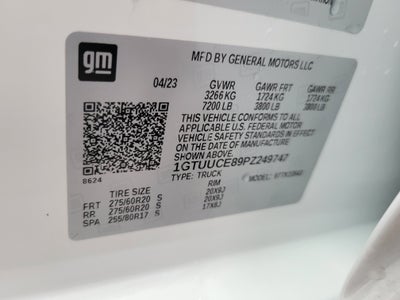 gm
MFD BY GENERAL MOTORS LLC
04/23 GVWR GAWR FRT GAWR RR
3266 KG 1724 KG 1724 KG
7200 LB 3800 LB 3800 LB
THIS VEHICLE CONFORMS TO ALL
APPLICABLE U.S. FEDERAL MOTOR
VEHICLE SAFETY STANDARDS IN
EFFECT ON THE DATE OF
MANUFACTURE SHOWN ABOVE.
1GTUUCE89PZ249747
8624
TYPE: TRUCK
TIRE SIZE RIM
FRT 275/60R20 S 20X9J
RR 275/60R20 S 20X9J
SPA 255/80R17 S 17X8J